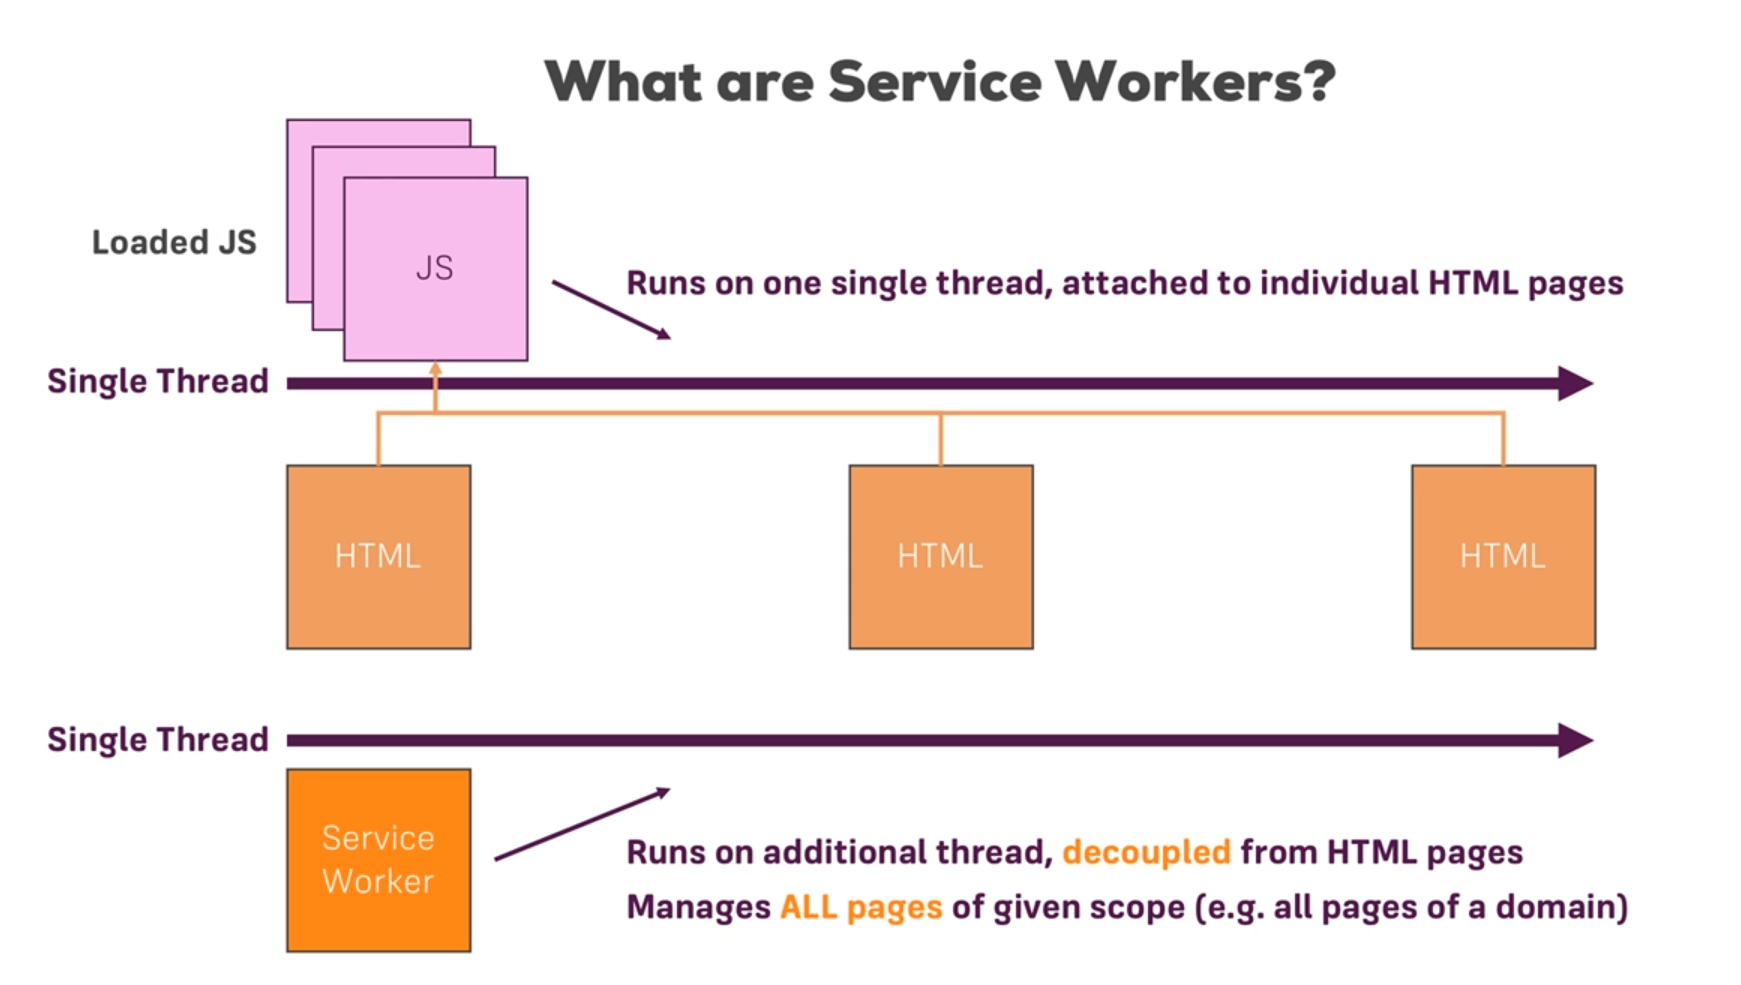 What are Service Workers?
Loaded JS
JS
Runs on one single thread, attached to individual HTML pages
Single Thread
HTML
HTML
HTML
Single Thread
Service
Worker
Runs on additional thread, decoupled from HTML pages
Manages ALL pages of given scope (e.g. all pages of a domain)